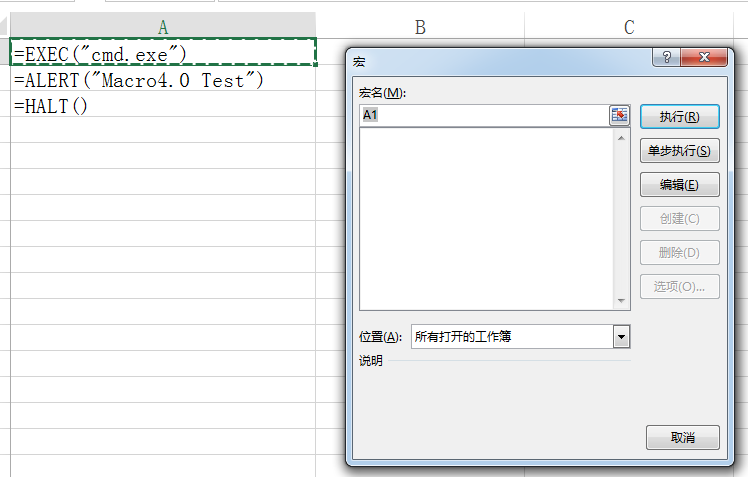 A B C
=EXEC("cmd.exe")
=ALERT("Macro4.0 Test")
=HALT()
宏
?
宏名(M):
A1
执行(R)
单步执行(S)
编辑(E)
创建(C)
删除(D)
选项(O)...
位置(A): 所有打开的工作簿
说明
取消